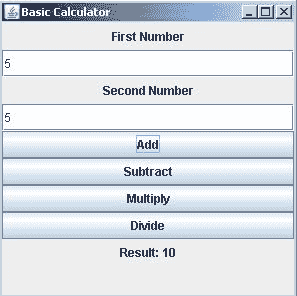 Basic Calculator
First Number
5
Second Number
5
Add
Subtract
Multiply
Divide
Result: 10